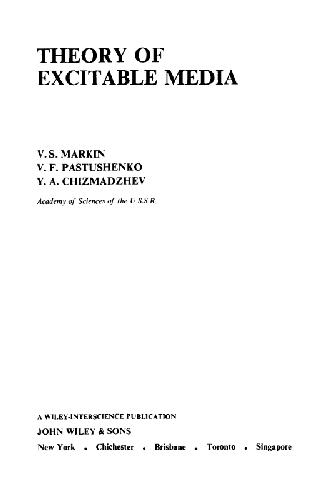 THEORY OF
EXCITABLE MEDIA
V. S. MARKIN
V. F. PASTUSHENKO
Y. A. CHIZMADZHEV
Academy of Sciences of the U.S.S.R.
A WILEY-INTERSCIENCE PUBLICATION
JOHN WILEY & SONS
New York • Chichester • Brisbane • Toronto • Singapore